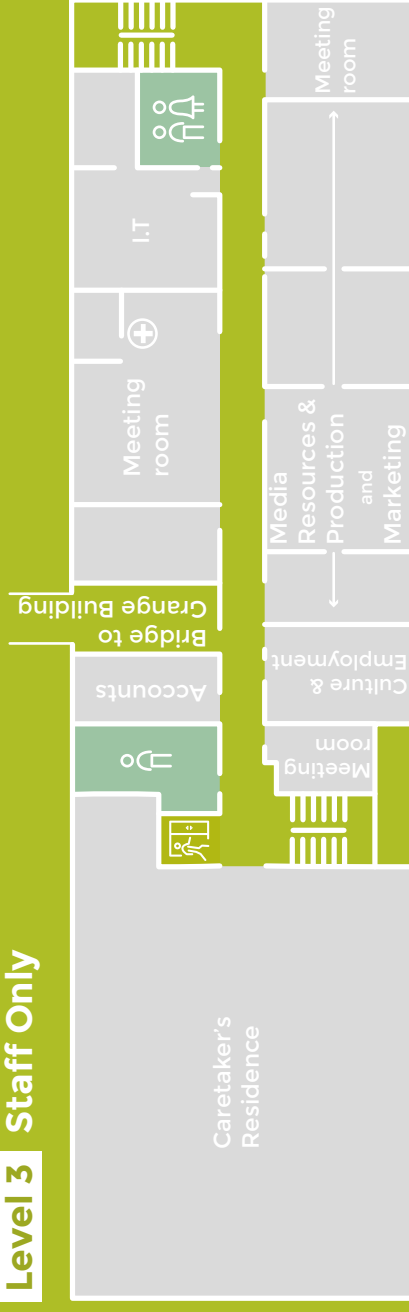 Level 3 Staff Only
Caretaker's
Residence
Meeting
room
Accounts
Culture &
Employment
Bridge to
Grange Building
Meeting
room
Media
Resources &
Production
and
Marketing
I.T
Meeting
room